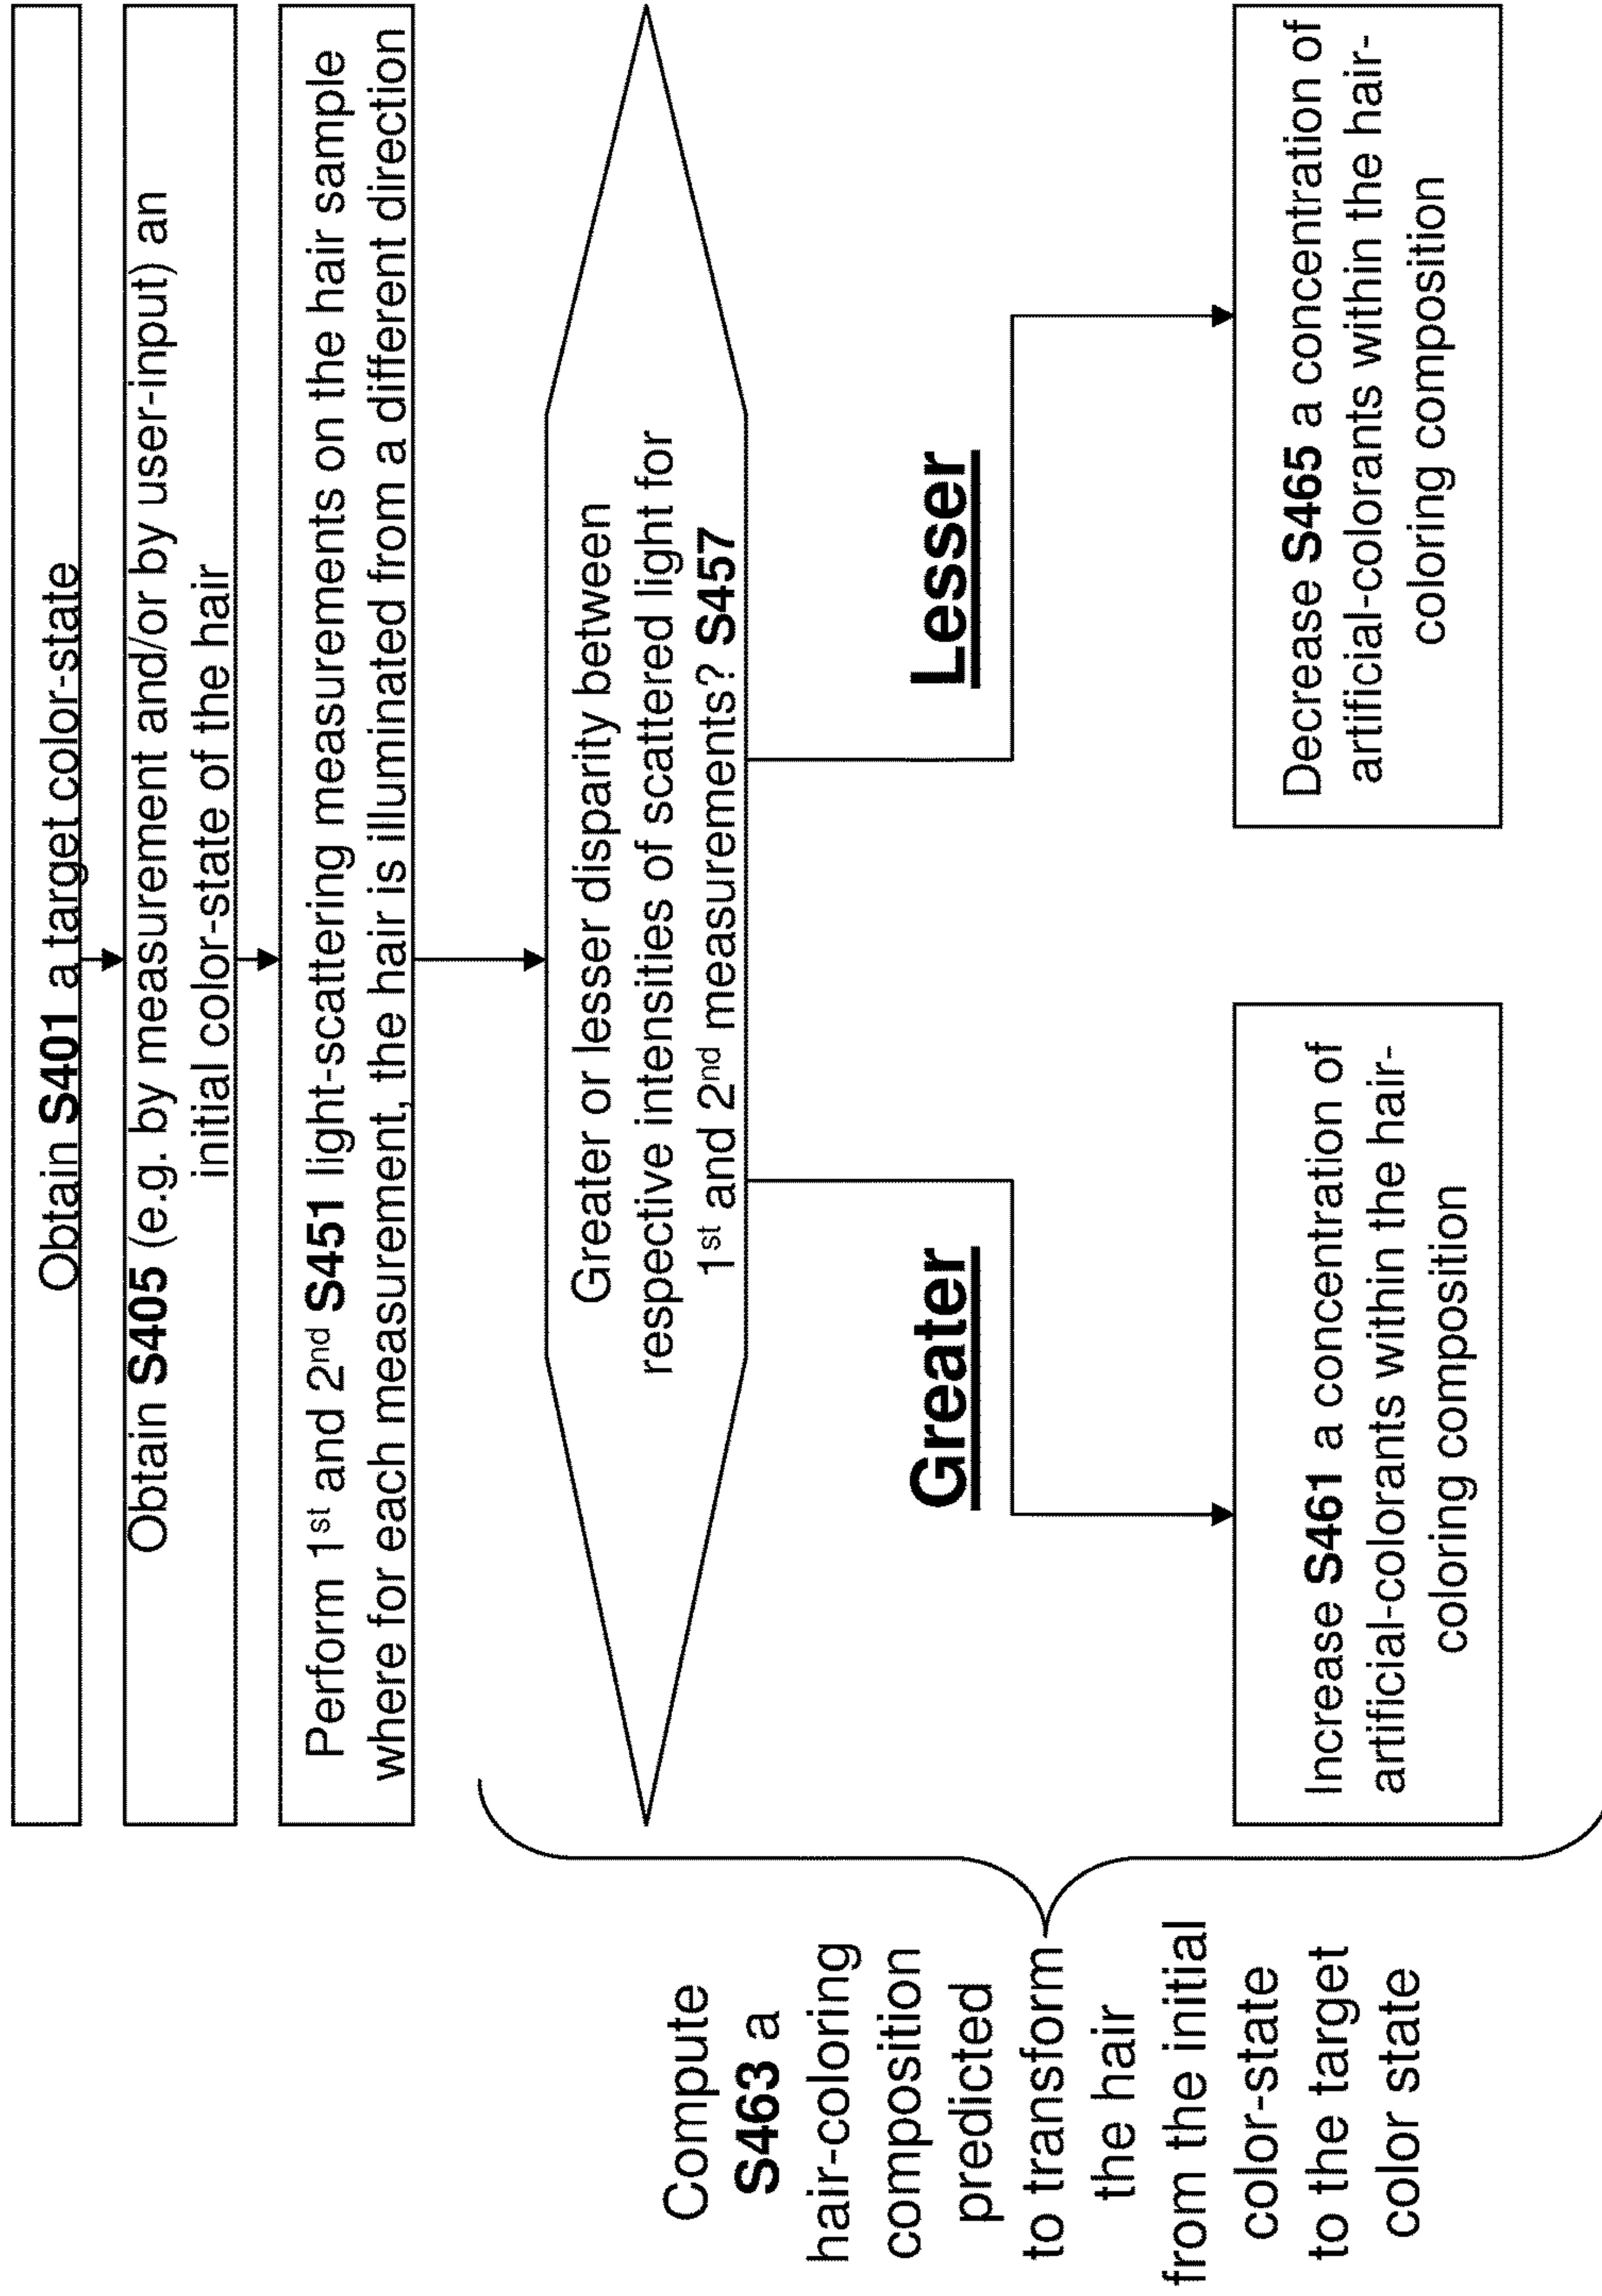 Obtain S401 a target color-state
Obtain S405 (e.g. by measurement and/or by user-input) an
initial color-state of the hair
Perform 1st and 2nd S451 light-scattering measurements on the hair sample
where for each measurement, the hair is illuminated from a different direction
Greater or lesser disparity between
respective intensities of scattered light for
1st and 2nd measurements? S457
Greater
Lesser
Increase S461 a concentration of
artificial-colorants within the hair-
coloring composition
Decrease S465 a concentration of
artificial-colorants within the hair-
coloring composition
Compute
S463 a
hair-coloring
composition
predicted
to transform
the hair
from the initial
color-state
to the target
color state